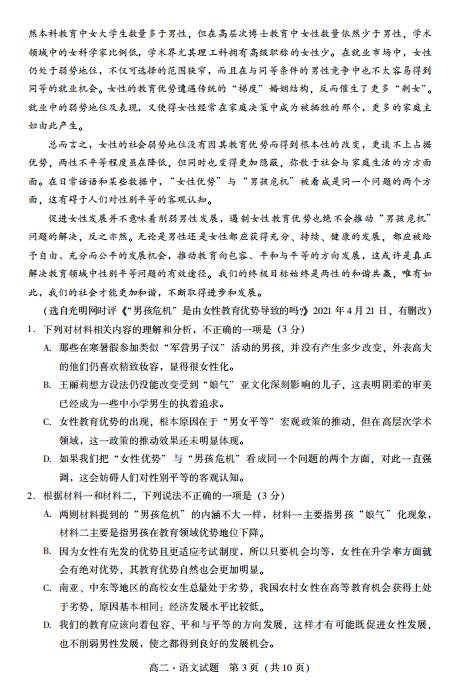 然本科教育中女大学生数量多于男性，但在高层次博士教育中女性数量依然少于男性，学术
领域中的女科学家比例低，学术界尤其理工科拥有高级职称的女性少。在就业市场中，女性
仍处于弱势地位，不仅可选择的范围狭窄，而且在与同等条件的男性竞争中也不太容易得到
同等的就业机会。女性的教育优势遭遇传统的“梯度”婚姻结构，反而催生了更多“剩女”。
就业中的弱势地位及表现，又使得女性经常在家庭决策中成为被牺牲的那个，更多的家庭主
妇由此产生。
总而言之，女性的社会弱势地位没有因其教育优势而得到根本性的改变，更谈不上占据
优势，两性不平等程度虽在降低，但同时也变得更加隐蔽，弥散于社会与家庭生活的方方面
面。在日常话语和某些数据中，“女性优势”与“男孩危机”被看成是同一个问题的两个方
面，这有碍于人们对性别平等的客观认知。
促进女性发展并不意味着削弱男性发展，遏制女性教育优势也绝不会推动“男孩危机”
问题的解决，反之亦然。无论是男性还是女性都应获得充分、持续、健康的发展，都应被给
予自由、充分而公平的发展机会，推动教育向包容、平和与平等的方向发展，这或许是真正
解决教育领域中性别平等问题的有效途径。我们的终极目标始终是两性的和谐共赢，唯有如
此，我们的社会才能更加和谐，不断取得进步和发展。
（选自光明网时评《“男孩危机”是由女性教育优势导致的吗？》2021 年 4 月 21 日，有删改）
1．下列对材料相关内容的理解和分析，不正确的一项是（3 分）
A．那些在寒暑假参加类似“军营男子汉”活动的男孩，并没有产生多少改变，外表高大
的他们仍喜欢精致妆容，显得很女性化。
B．王丽莉想方设法仍没能改变受到“娘气”亚文化深刻影响的儿子，这表明阴柔的审美
已经成为一些中小学男生的执着追求。
C．女性教育优势的出现，根本原因在于“男女平等”宏观政策的推动，但在高层次学术
领域，这一政策的推动效果还未明显体现。
D．如果我们把“女性优势”与“男孩危机”看成同一个问题的两个方面，对此一直强
调，这会妨碍人们对性别平等的客观认知。
2．根据材料一和材料二，下列说法不正确的一项是（3 分）
A．两则材料提到的“男孩危机”的内涵不大一样，材料一主要指男孩“娘气”化现象，
材料二主要是指男孩在教育领域优势地位下降。
B．因为女性有先发的优势且更适应考试制度，所以只要机会均等，女性在升学率方面就
会有绝对优势，其教育优势自然也会更加明显。
C．南亚、中东等地区的高校女生总量处于劣势，我国农村女性在高等教育机会获得上处
于劣势，原因基本相同：经济发展水平比较低。
D．我们的教育应该向着包容、平和与平等的方向发展，这样才有可能既促进女性发展，
也不削弱男性发展，使之都得到良好的发展机会。
高二·语文试题 第 3 页（共 10 页）